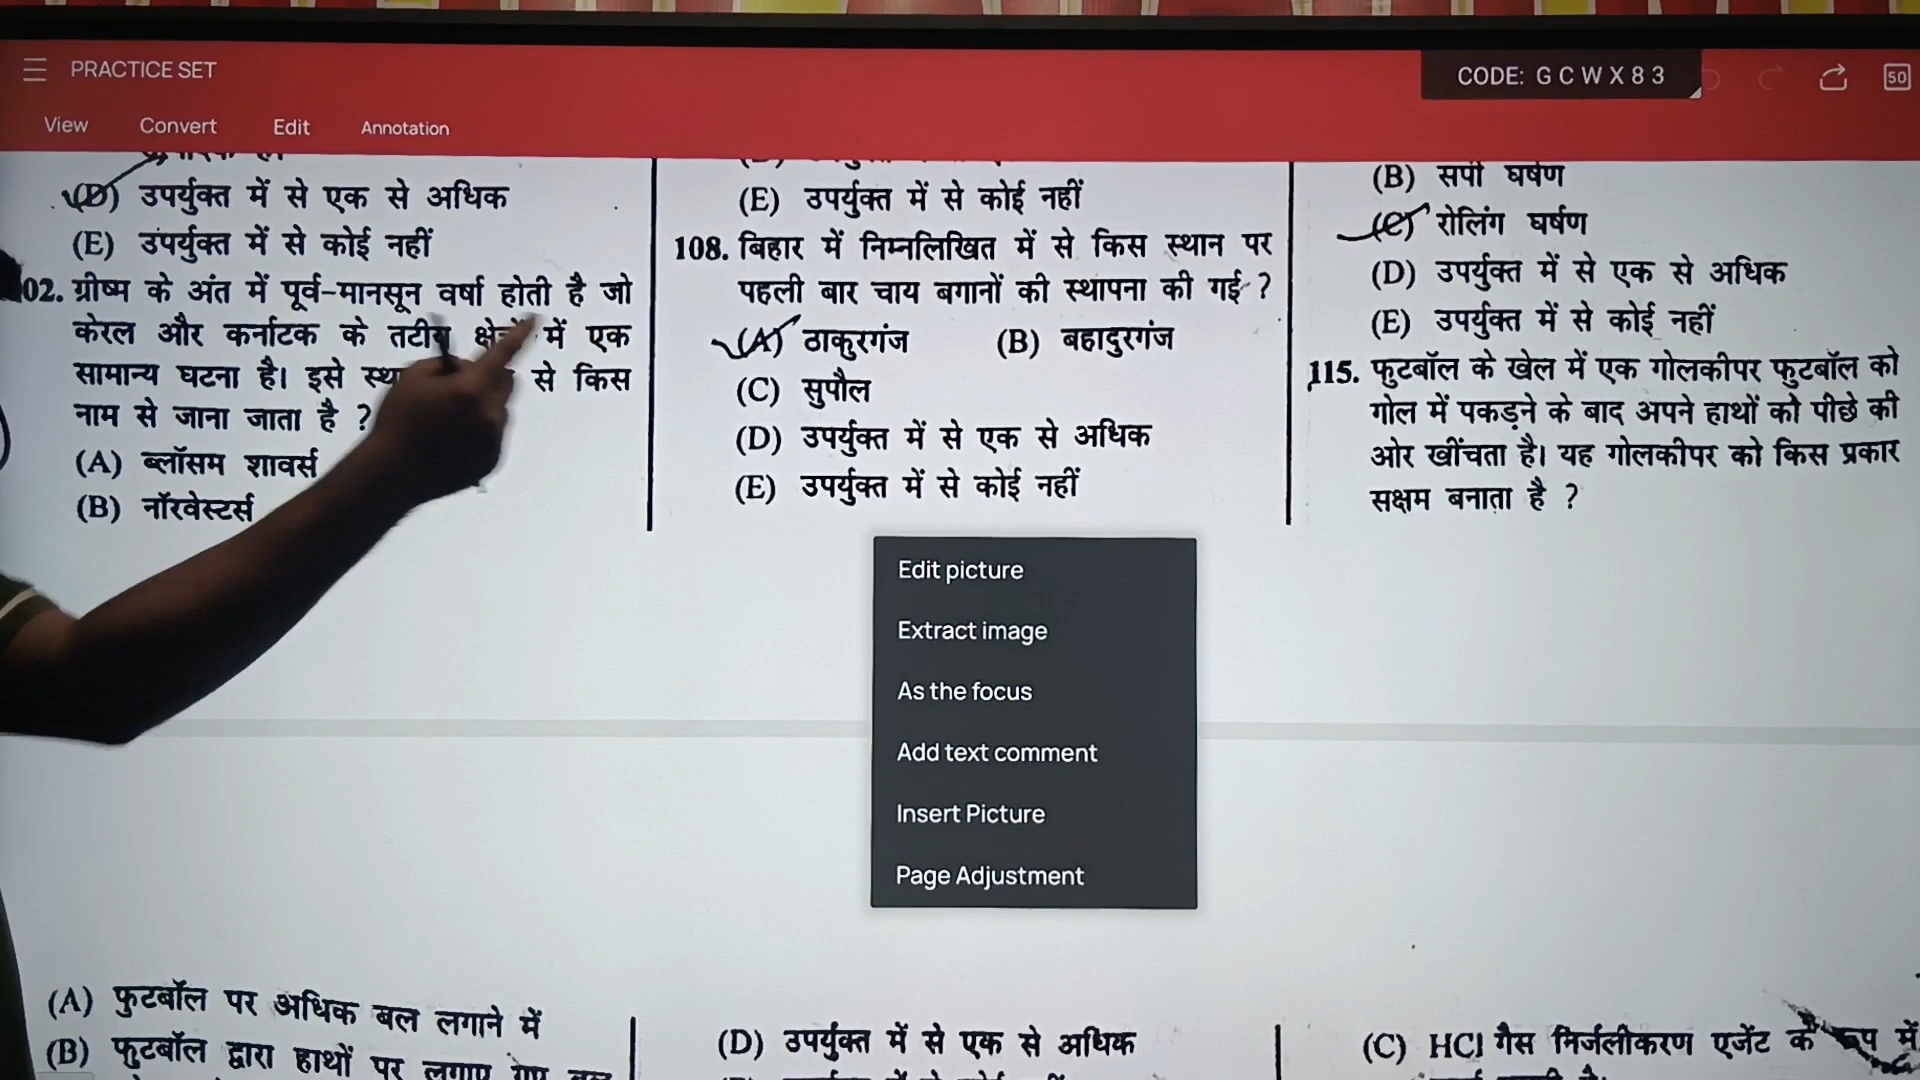 PRACTICE SET
CODE: G C W X 8 3
50
View Convert Edit Annotation
(D) उपर्युक्त में से एक से अधिक
(E) उपर्युक्त में से कोई नहीं
02. ग्रीष्म के अंत में पूर्व-मानसून वर्षा होती है जो
केरल और कर्नाटक के तटीय में एक
सामान्य घटना है। इसे से किस
नाम से जाना जाता है ?
(A) ब्लॉसम शावर्स
(B) नॉरवेस्टर्स
(E) उपर्युक्त में से कोई नहीं
108. बिहार में निम्नलिखित में से किस स्थान पर
पहली बार चाय बगानों की स्थापना की गई ?
(A) ठाकुरगंज (B) बहादुरगंज
(C) सुपौल
(D) उपर्युक्त में से एक से अधिक
(E) उपर्युक्त में से कोई नहीं
(B) सर्पी घर्षण
(C) रोलिंग घर्षण
(D) उपर्युक्त में से एक से अधिक
(E) उपर्युक्त में से कोई नहीं
115. फुटबॉल के खेल में एक गोलकीपर फुटबॉल को
गोल में पकड़ने के बाद अपने हाथों को पीछे की
ओर खींचता है। यह गोलकीपर को किस प्रकार
सक्षम बनाता है ?
Edit picture
Extract image
As the focus
Add text comment
Insert Picture
Page Adjustment
(A) फुटबॉल पर अधिक बल लगाने में
(B) फुटबॉल द्वारा हाथों पर लगाए गए बल
(D) उपर्युक्त में से एक से अधिक
(C) HCl गैस निर्जलीकरण एजेंट के रूप में